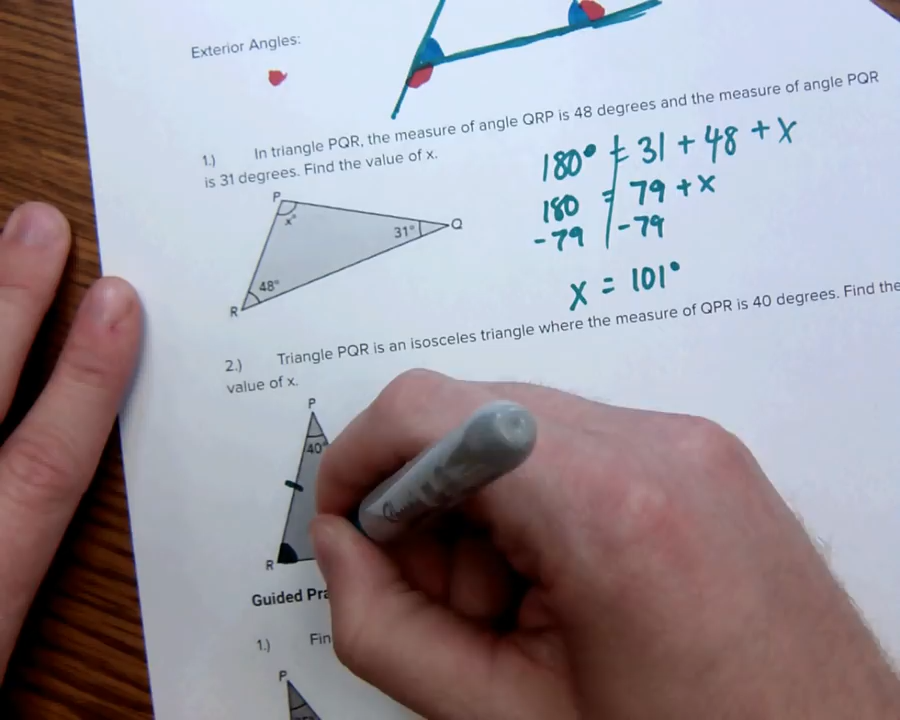 Exterior Angles:
1.) In triangle PQR, the measure of angle QRP is 48 degrees and the measure of angle PQR
is 31 degrees. Find the value of x.
180° = 31 + 48 + x
180 = 79 + x
-79 | -79
x = 101°
P
x°
31°
Q
48°
R
2.) Triangle PQR is an isosceles triangle where the measure of QPR is 40 degrees. Find the
value of x.
P
40°
R
Guided Pra
1.) Fin
P